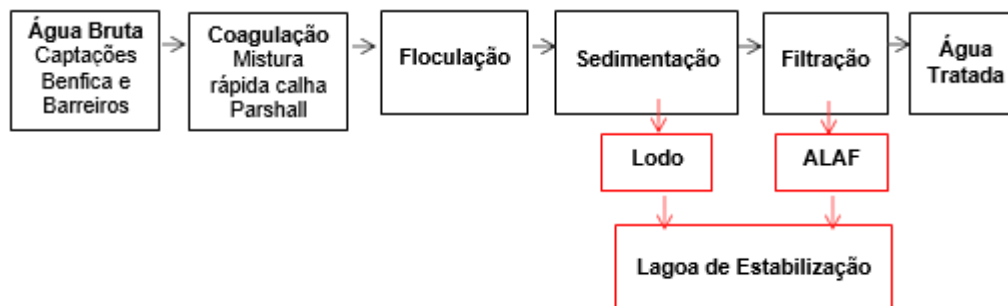 Água Bruta
Captações
Benfica e
Barreiros
Coagulação
Mistura
rápida calha
Parshall
Floculação
Sedimentação
Filtração
Água
Tratada
Lodo
ALAF
Lagoa de Estabilização